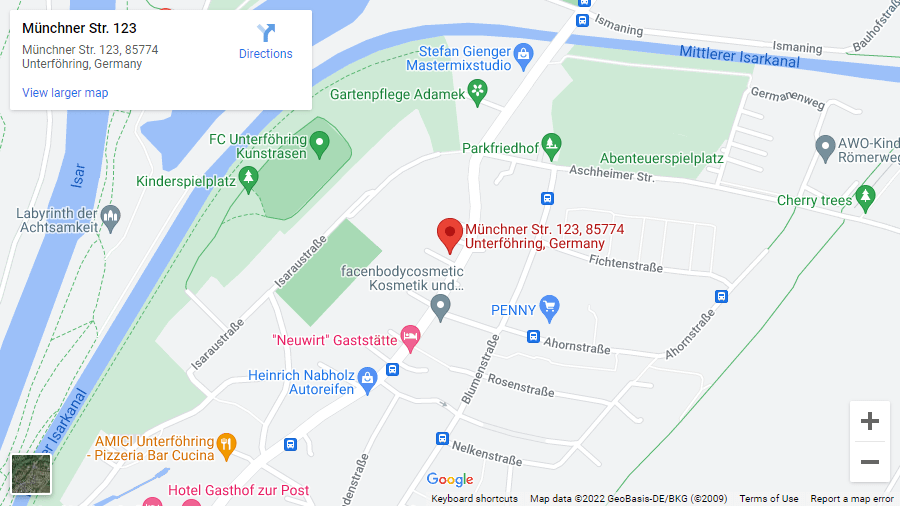 Münchner Str. 123
Münchner Str. 123, 85774
Unterföhring, Germany
Directions
View larger map
Ismaning
Ismaning
Bauhofstraße
Mittlerer Isarkanal
Stefan Gienger
Mastermixstudio
Gartenpflege Adamek
Germanenweg
FC Unterföhring
Kunstrasen
Parkfriedhof
Abenteuerspielplatz
AWO-Kind
Römerweg
Isar
Kinderspielplatz
Aschheimer Str.
Cherry trees
Labyrinth der
Achtsamkeit
Münchner Str. 123, 85774
Unterföhring, Germany
Isaraustraße
Fichtenstraße
facenbodycosmetic
Kosmetik und...
PENNY
"Neuwirt" Gaststätte
Isaraustraße
Ahornstraße
Ahornstraße
Blumenstraße
Heinrich Nabholz
Autoreifen
Rosenstraße
er Isarkanal
AMICI Unterföhring
- Pizzeria Bar Cucina
Nelkenstraße
Hotel Gasthof zur Post
denstraße
Google
Keyboard shortcuts
Map data ©2022 GeoBasis-DE/BKG (©2009)
Terms of Use
Report a map error